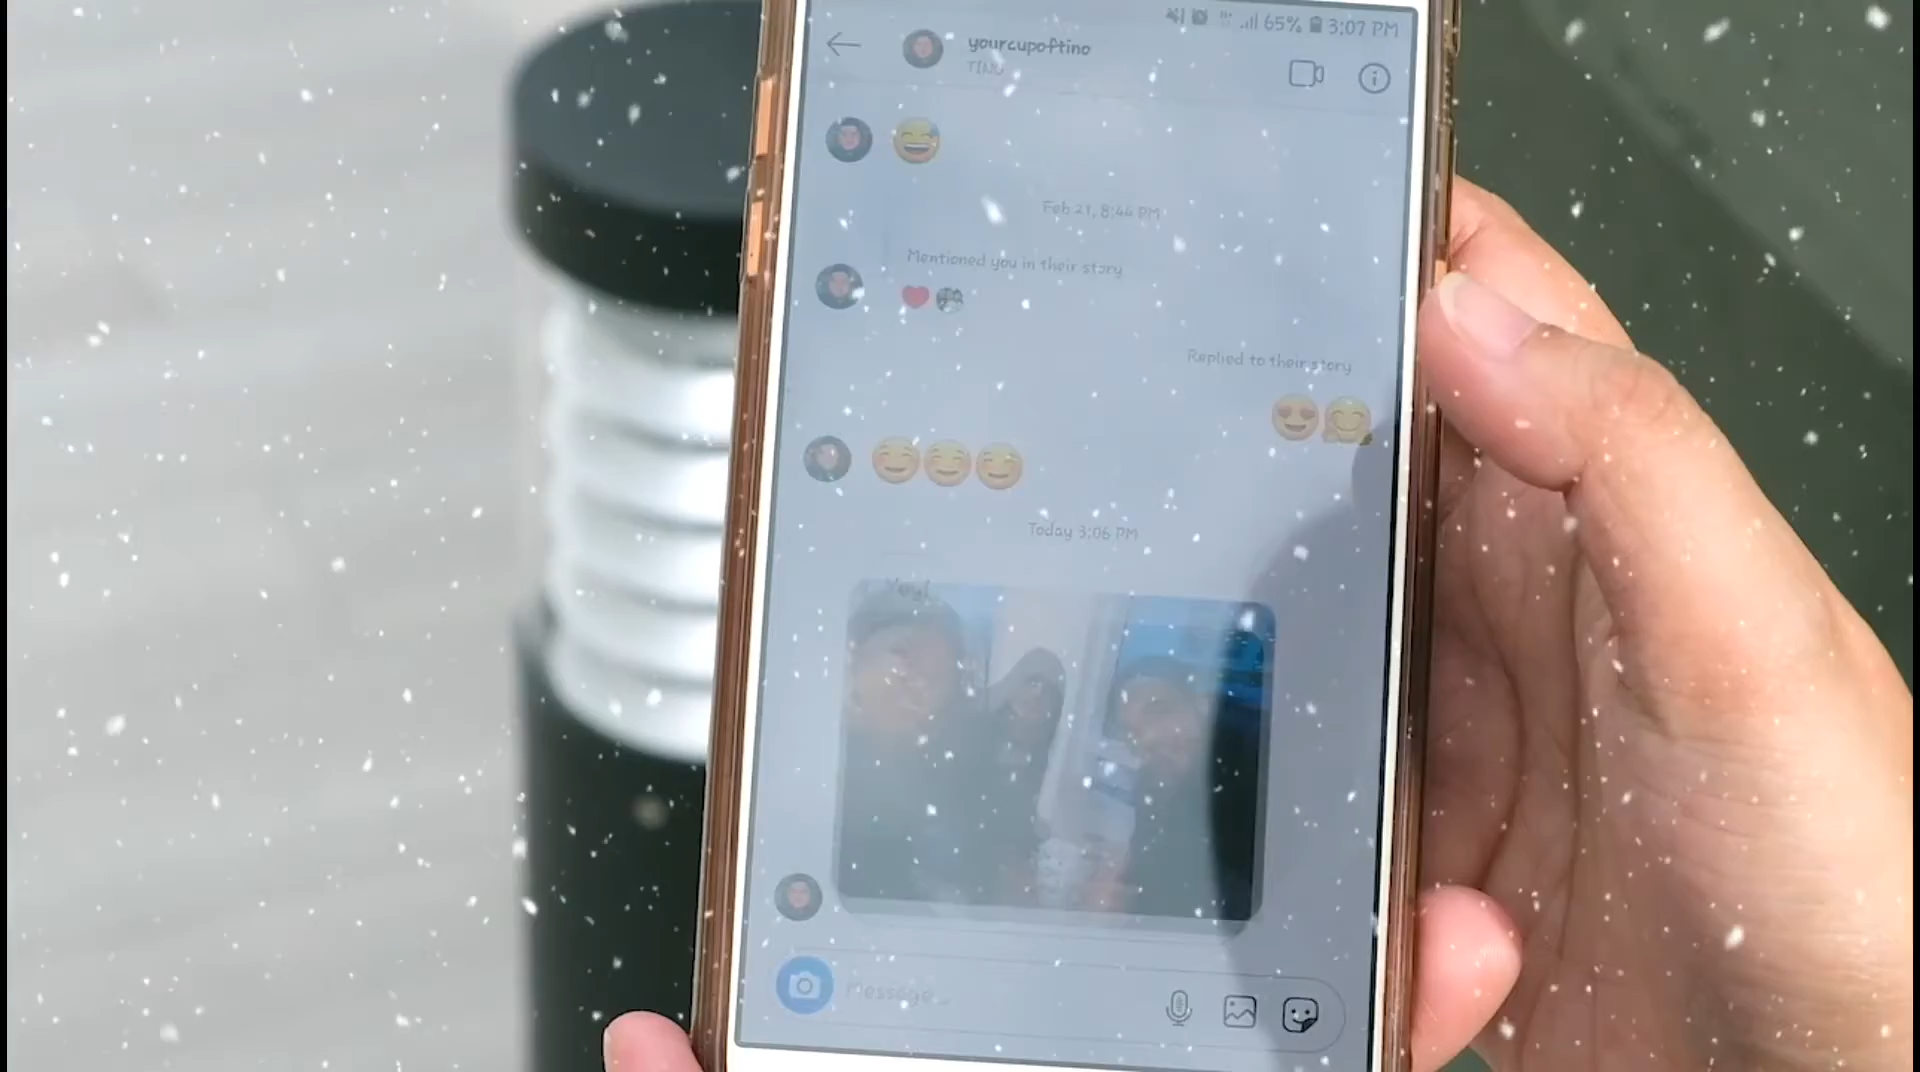 65% 3:07 PM
yourcupoftino
TINO
Feb 21, 8:44 PM
Mentioned you in their story
Replied to their story
Today 3:06 PM
Message...